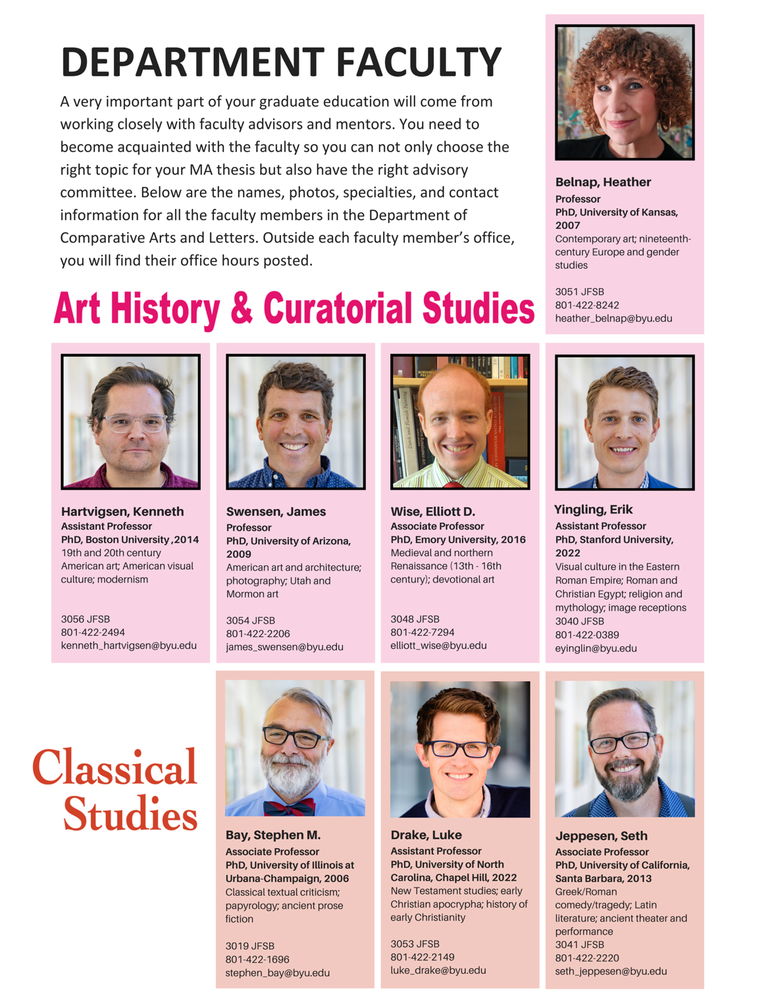 DEPARTMENT FACULTY
A very important part of your graduate education will come from
working closely with faculty advisors and mentors. You need to
become acquainted with the faculty so you can not only choose the
right topic for your MA thesis but also have the right advisory
committee. Below are the names, photos, specialties, and contact
information for all the faculty members in the Department of
Comparative Arts and Letters. Outside each faculty member’s office,
you will find their office hours posted.
Belnap, Heather
Professor
PhD, University of Kansas,
2007
Contemporary art; nineteenth-
century Europe and gender
studies
3051 JFSB
801-422-8242
heather_belnap@byu.edu
Art History & Curatorial Studies
Hartvigsen, Kenneth
Assistant Professor
PhD, Boston University ,2014
19th and 20th century
American art; American visual
culture; modernism
3056 JFSB
801-422-2494
kenneth_hartvigsen@byu.edu
Swensen, James
Professor
PhD, University of Arizona,
2009
American art and architecture;
photography; Utah and
Mormon art
3054 JFSB
801-422-2206
james_swensen@byu.edu
Dutch and Flemish Painting
Wise, Elliott D.
Associate Professor
PhD, Emory University, 2016
Medieval and northern
Renaissance (13th - 16th
century); devotional art
3048 JFSB
801-422-7294
elliott_wise@byu.edu
Yingling, Erik
Assistant Professor
PhD, Stanford University,
2022
Visual culture in the Eastern
Roman Empire; Roman and
Christian Egypt; religion and
mythology; image receptions
3040 JFSB
801-422-0389
eyinglin@byu.edu
Classical
Studies
Bay, Stephen M.
Associate Professor
PhD, University of Illinois at
Urbana-Champaign, 2006
Classical textual criticism;
papyrology; ancient prose
fiction
3019 JFSB
801-422-1696
stephen_bay@byu.edu
Drake, Luke
Assistant Professor
PhD, University of North
Carolina, Chapel Hill, 2022
New Testament studies; early
Christian apocrypha; history of
early Christianity
3053 JFSB
801-422-2149
luke_drake@byu.edu
Jeppesen, Seth
Associate Professor
PhD, University of California,
Santa Barbara, 2013
Greek/Roman
comedy/tragedy; Latin
literature; ancient theater and
performance
3041 JFSB
801-422-2220
seth_jeppesen@byu.edu